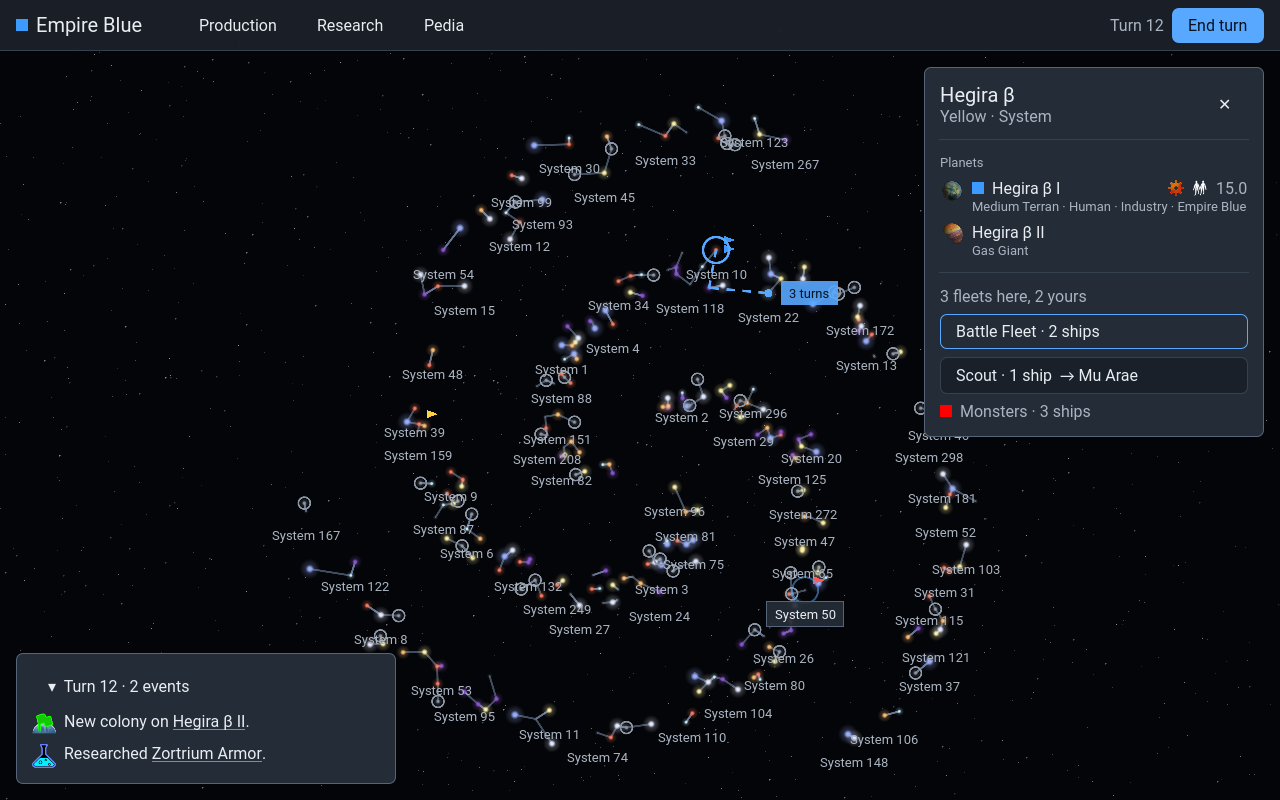 Empire Blue
Production
Research
Pedia
Turn 12
End turn
Hegira β
Yellow · System
Planets
Hegira β I
15.0
Medium Terran · Human · Industry · Empire Blue
Hegira β II
Gas Giant
3 fleets here, 2 yours
Battle Fleet · 2 ships
Scout · 1 ship → Mu Arae
Monsters · 3 ships
System 123
System 33
System 267
System 30
System 45
System 99
System 93
System 12
System 54
System 10
3 turns
System 15
System 34
System 118
System 22
System 172
System 4
System 13
System 1
System 48
System 88
System 2
System 296
System 39
System 151
System 29
System 159
System 208
System 20
System 298
System 82
System 125
System 9
System 96
System 181
System 272
System 87
System 167
System 81
System 47
System 52
System 6
System 75
System 103
System 122
System 132
System 3
System 31
System 249
System 24
System 50
System 115
System 27
System 8
System 26
System 121
System 53
System 80
System 37
System 95
System 104
System 11
System 110
System 106
System 74
System 148
▾ Turn 12 · 2 events
New colony on Hegira β II.
Researched Zortrium Armor.